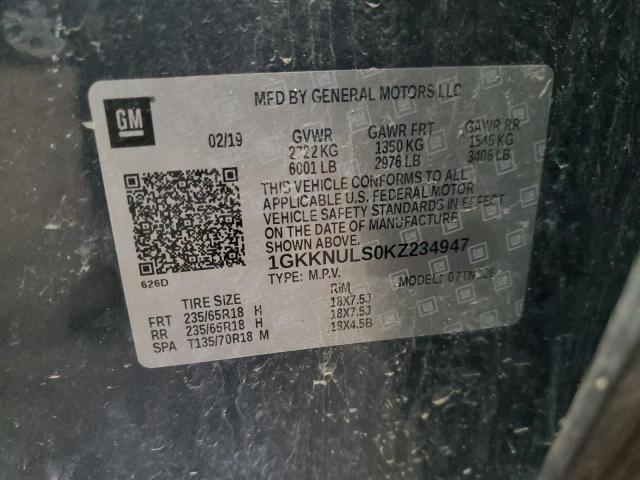 GM
MFD BY GENERAL MOTORS LLC
02/19 GVWR GAWR FRT GAWR RR
2722 KG 1350 KG 1545 KG
6001 LB 2976 LB 3406 LB
THIS VEHICLE CONFORMS TO ALL
APPLICABLE U.S. FEDERAL MOTOR
VEHICLE SAFETY STANDARDS IN EFFECT
ON THE DATE OF MANUFACTURE
SHOWN ABOVE.
1GKKNULS0KZ234947
626D TYPE: M.P.V. MODEL:
TIRE SIZE RIM
FRT 235/65R18 H 18X7.5J
RR 235/65R18 H 18X7.5J
SPA T135/70R18 M 18X4.5B